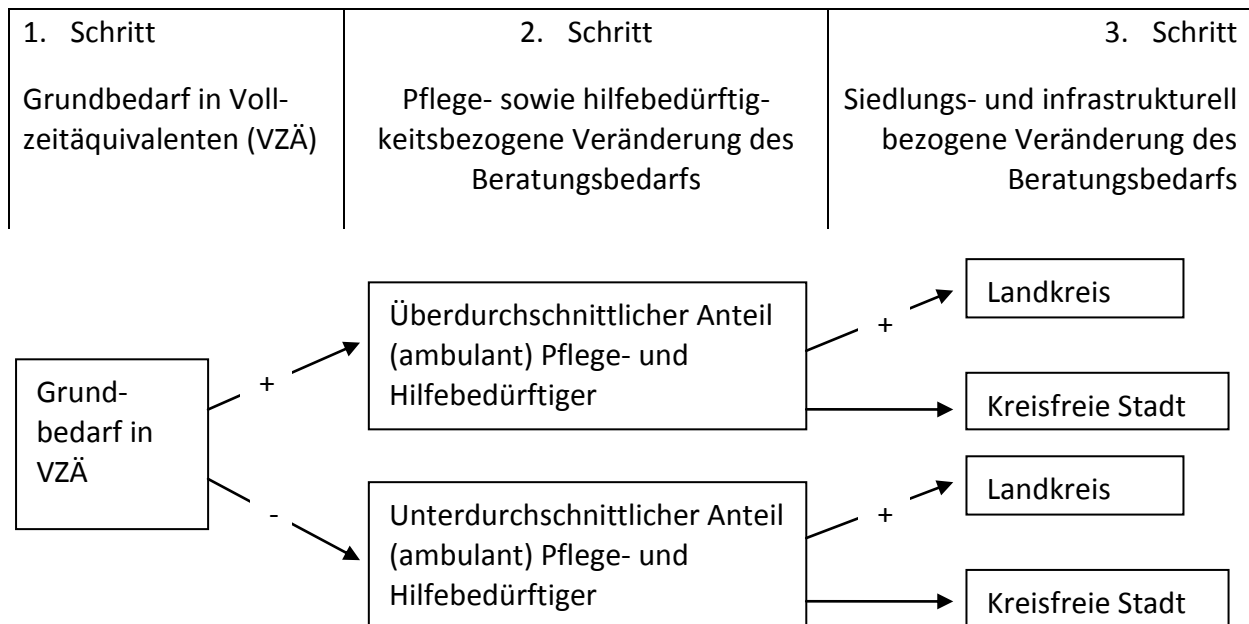 1. Schritt
Grundbedarf in Voll-
zeitäquivalenten (VZÄ)
2. Schritt
Pflege- sowie hilfebedürftig-
keitsbezogene Veränderung des
Beratungsbedarfs
3. Schritt
Siedlungs- und infrastrukturell
bezogene Veränderung des
Beratungsbedarfs
Grund-
bedarf in
VZÄ
+
-
Überdurchschnittlicher Anteil
(ambulant) Pflege- und
Hilfebedürftiger
+
Landkreis
Kreisfreie Stadt
Unterdurchschnittlicher Anteil
(ambulant) Pflege- und
Hilfebedürftiger
+
Landkreis
Kreisfreie Stadt